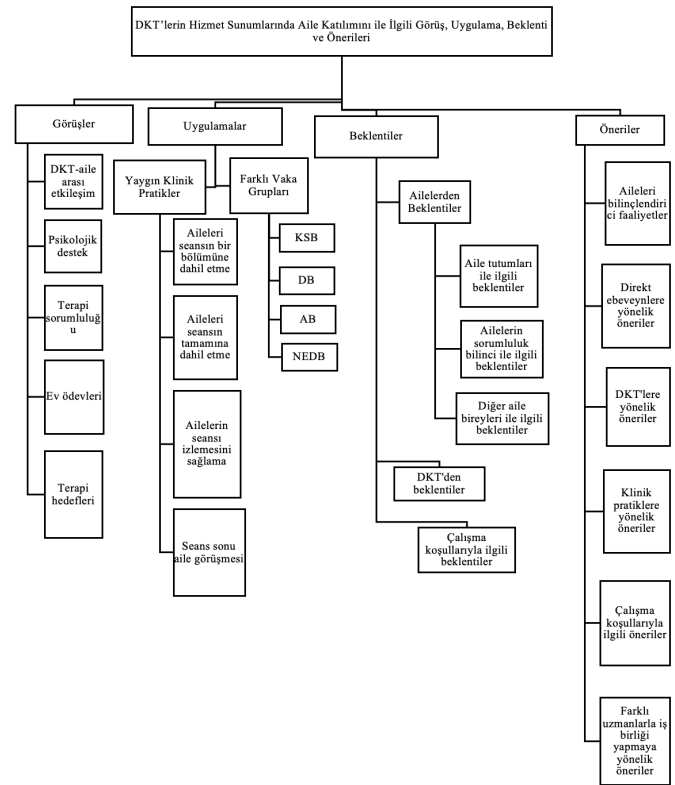 DKT’lerin Hizmet Sunumlarında Aile Katılımını ile İlgili Görüş, Uygulama, Beklenti
ve Önerileri
Görüşler
DKT-aile
arası
etkileşim
Psikolojik
destek
Terapi
sorumluluğ
u
Ev ödevleri
Terapi
hedefleri
Uygulamalar
Yaygın Klinik
Pratikler
Aileleri
seansın bir
bölümüne
dahil etme
Aileleri
seansın
tamamına
dahil etme
Ailelerin
seansı
izlemesini
sağlama
Seans sonu
aile görüşmesi
Farklı Vaka
Grupları
KSB
DB
AB
NEDB
Beklentiler
Ailelerden
Beklentiler
Aile tutumları
ile ilgili
beklentiler
Ailelerin
sorumluluk
bilinci ile ilgili
beklentiler
Diğer aile
bireyleri ile ilgili
beklentiler
DKT'den
beklentiler
Çalışma
koşullarıyla ilgili
beklentiler
Öneriler
Aileleri
bilinçlendiri
ci faaliyetler
Direkt
ebeveynlere
yönelik
öneriler
DKT'lere
yönelik
öneriler
Klinik
pratiklere
yönelik
öneriler
Çalışma
koşullarıyla
ilgili öneriler
Farklı
uzmanlarla iş
birliği
yapmaya
yönelik
öneriler